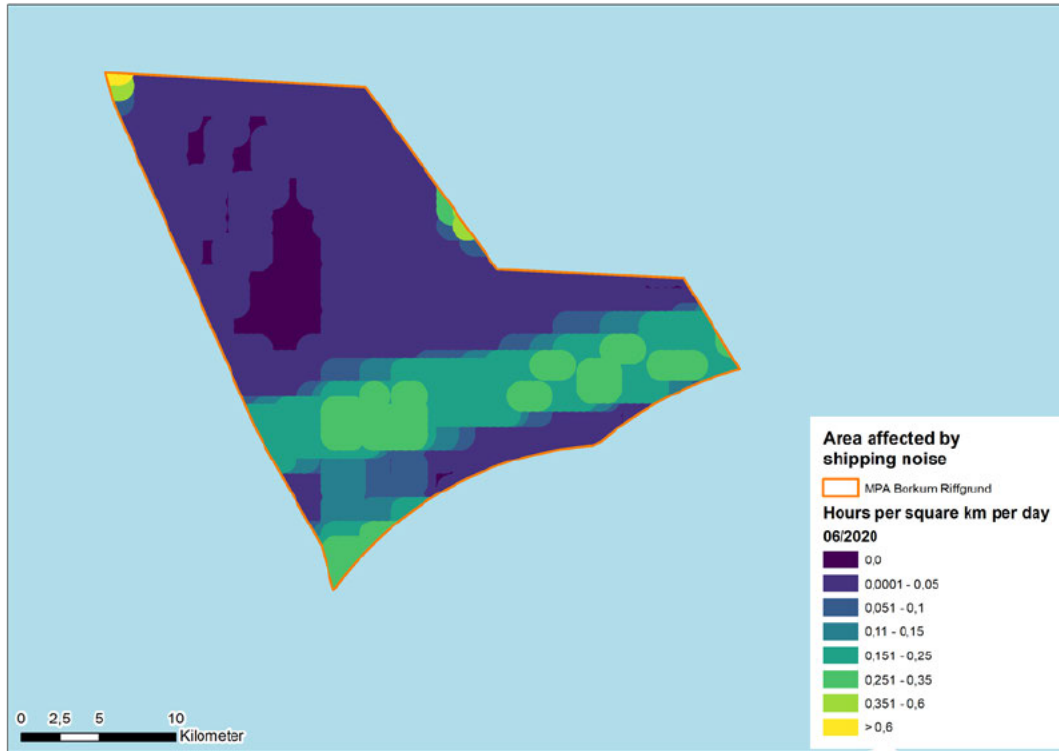 Area affected by
shipping noise
MPA Borkum Riffgrund
Hours per square km per day
06/2020
0,0
0,0001 - 0,05
0,051 - 0,1
0,11 - 0,15
0,151 - 0,25
0,251 - 0,35
0,351 - 0,6
> 0,6
0 2,5 5 10
Kilometer